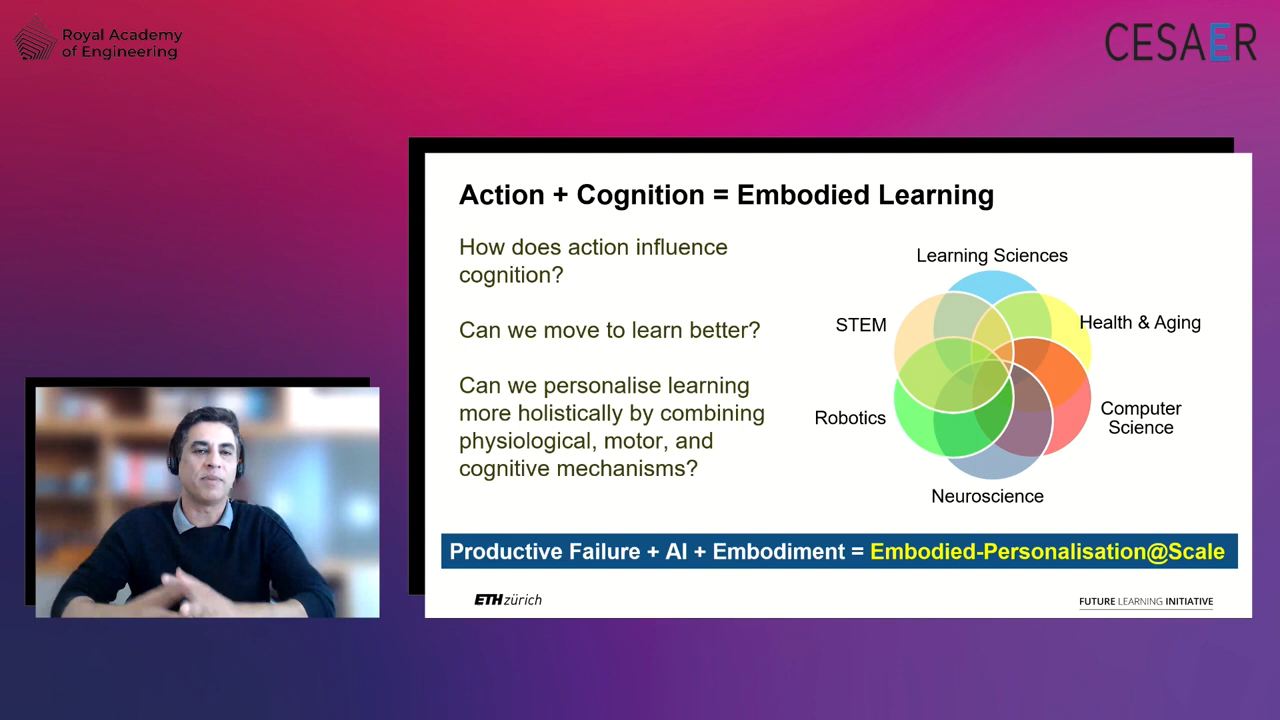 Royal Academy
of Engineering
CESAER
Action + Cognition = Embodied Learning
How does action influence
cognition?
Can we move to learn better?
Can we personalise learning
more holistically by combining
physiological, motor, and
cognitive mechanisms?
Learning Sciences
STEM
Health & Aging
Robotics
Computer
Science
Neuroscience
Productive Failure + AI + Embodiment = Embodied-Personalisation@Scale
ETH zürich
FUTURE LEARNING INITIATIVE